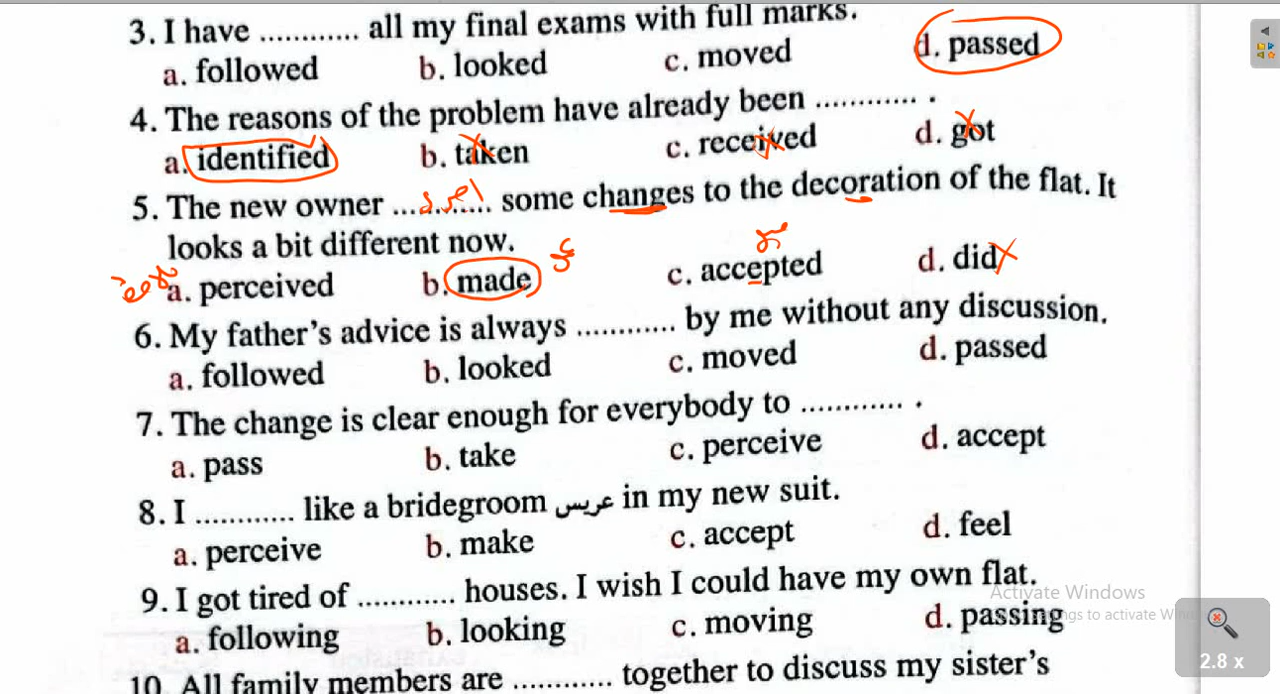 3. I have ............ all my final exams with full marks.
a. followed b. looked c. moved d. passed
4. The reasons of the problem have already been ............ .
a. identified b. taken c. received d. got
5. The new owner ............ some changes to the decoration of the flat. It
looks a bit different now.
a. perceived b. made c. accepted d. did
6. My father's advice is always ............ by me without any discussion.
a. followed b. looked c. moved d. passed
7. The change is clear enough for everybody to ............ .
a. pass b. take c. perceive d. accept
8. I ............ like a bridegroom عريس in my new suit.
a. perceive b. make c. accept d. feel
9. I got tired of ............ houses. I wish I could have my own flat.
a. following b. looking c. moving d. passing
Activate Windows
10. All family members are ............ together to discuss my sister's
2.8 x